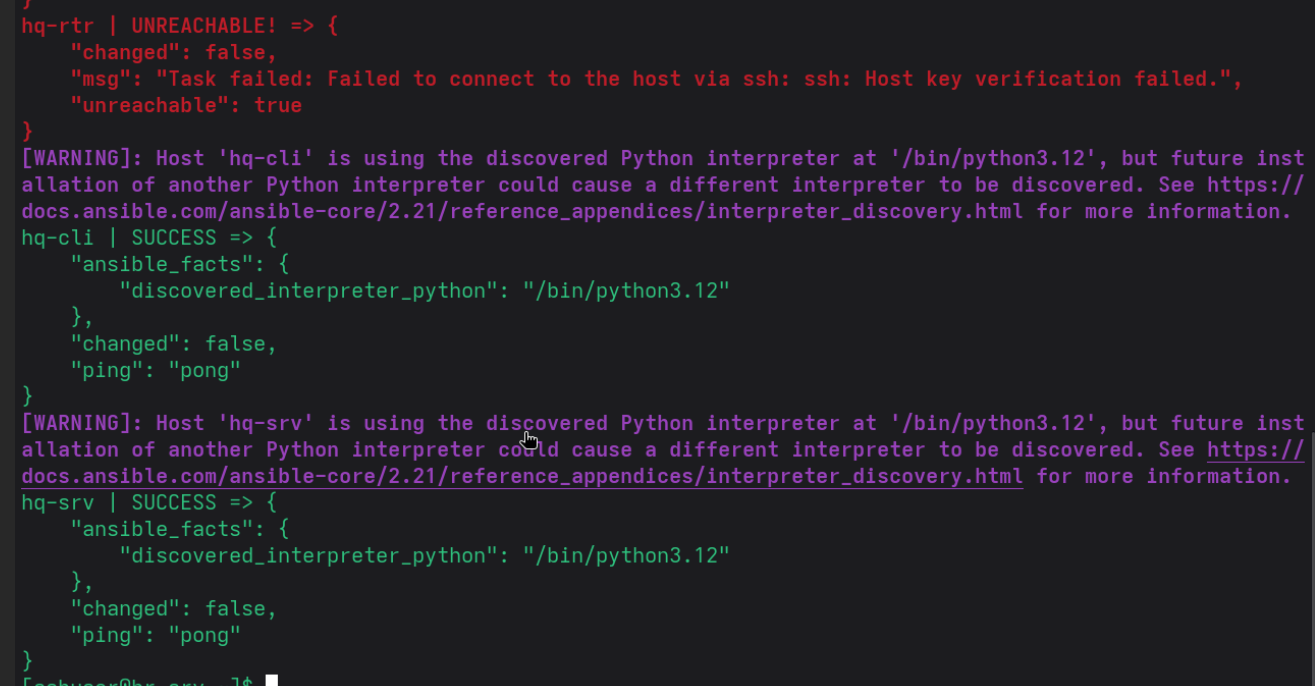 }
hq-rtr | UNREACHABLE! => {
    "changed": false,
    "msg": "Task failed: Failed to connect to the host via ssh: ssh: Host key verification failed.",
    "unreachable": true
}
[WARNING]: Host 'hq-cli' is using the discovered Python interpreter at '/bin/python3.12', but future inst
allation of another Python interpreter could cause a different interpreter to be discovered. See https://
docs.ansible.com/ansible-core/2.21/reference_appendices/interpreter_discovery.html for more information.
hq-cli | SUCCESS => {
    "ansible_facts": {
        "discovered_interpreter_python": "/bin/python3.12"
    },
    "changed": false,
    "ping": "pong"
}
[WARNING]: Host 'hq-srv' is using the discovered Python interpreter at '/bin/python3.12', but future inst
allation of another Python interpreter could cause a different interpreter to be discovered. See https://
docs.ansible.com/ansible-core/2.21/reference_appendices/interpreter_discovery.html for more information.
hq-srv | SUCCESS => {
    "ansible_facts": {
        "discovered_interpreter_python": "/bin/python3.12"
    },
    "changed": false,
    "ping": "pong"
}